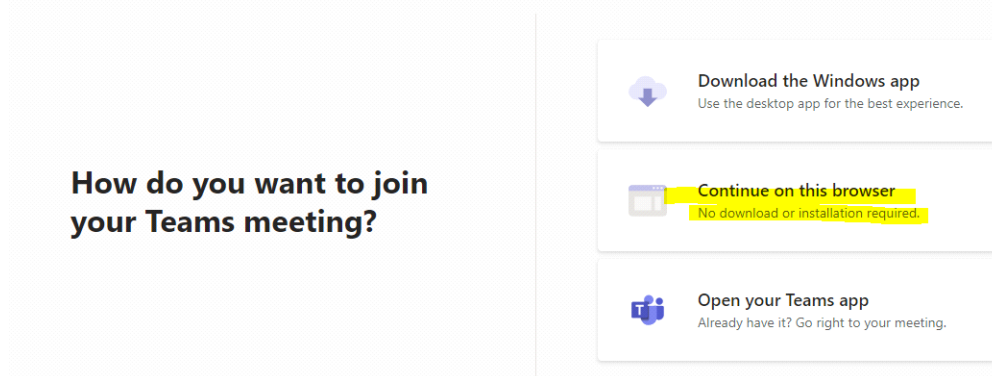 How do you want to join
your Teams meeting?
Download the Windows app
Use the desktop app for the best experience.
Continue on this browser
No download or installation required.
T
Open your Teams app
Already have it? Go right to your meeting.